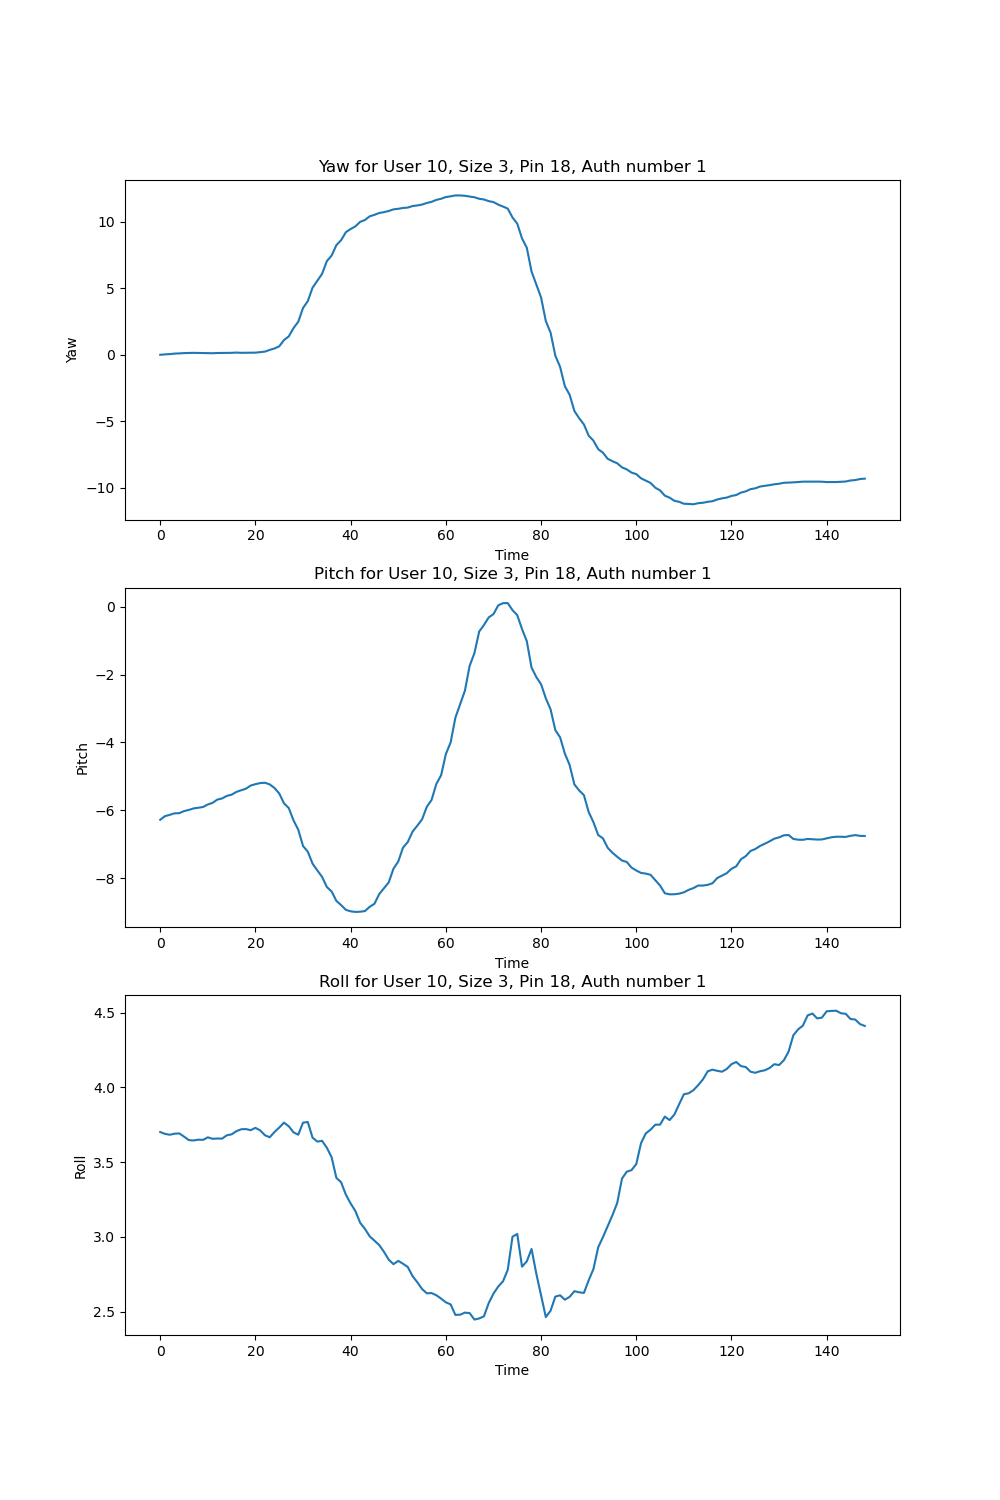 Yaw for User 10, Size 3, Pin 18, Auth number 1
10
5
0
−5
−10
Yaw
0 20 40 60 80 100 120 140
Time
Pitch for User 10, Size 3, Pin 18, Auth number 1
0
−2
−4
−6
−8
Pitch
0 20 40 60 80 100 120 140
Time
Roll for User 10, Size 3, Pin 18, Auth number 1
4.5
4.0
3.5
3.0
2.5
Roll
0 20 40 60 80 100 120 140
Time